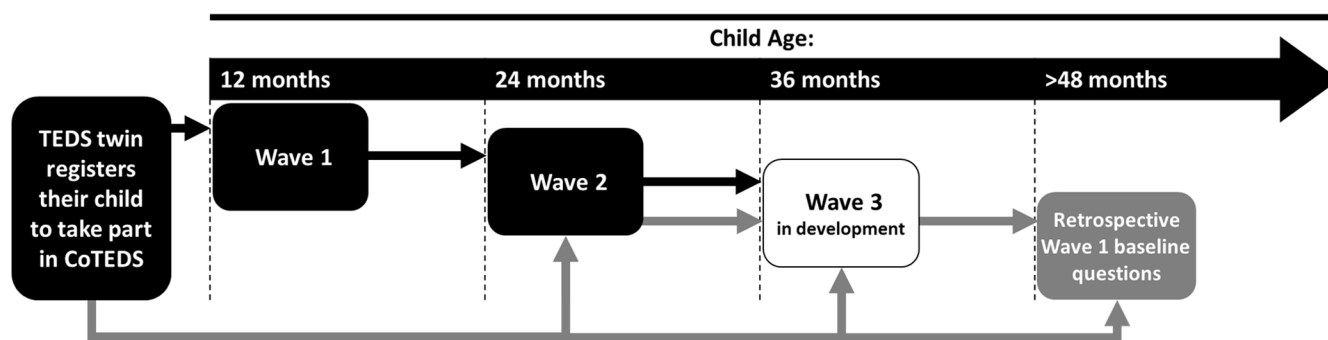 Child Age:
12 months
24 months
36 months
>48 months
TEDS twin
registers
their child
to take part
in CoTEDS
Wave 1
Wave 2
Wave 3
in development
Retrospective
Wave 1 baseline
questions